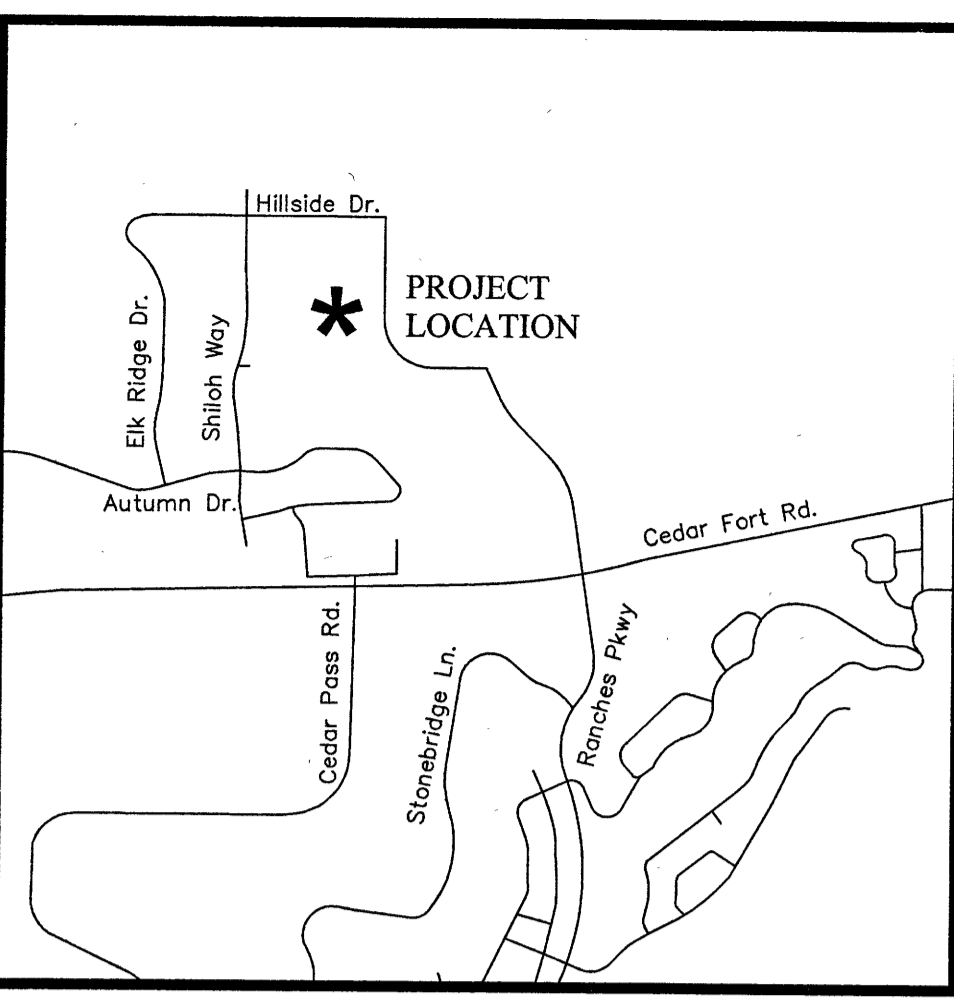 Hillside Dr.
PROJECT
LOCATION
Elk Ridge Dr.
Shiloh Way
Autumn Dr.
Cedar Fort Rd.
Cedar Pass Rd.
Stonebridge Ln.
Ranches Pkwy